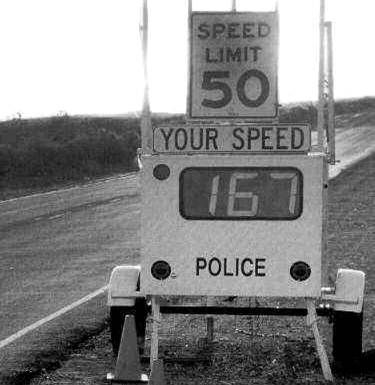 SPEED
LIMIT
50
YOUR SPEED
167
POLICE